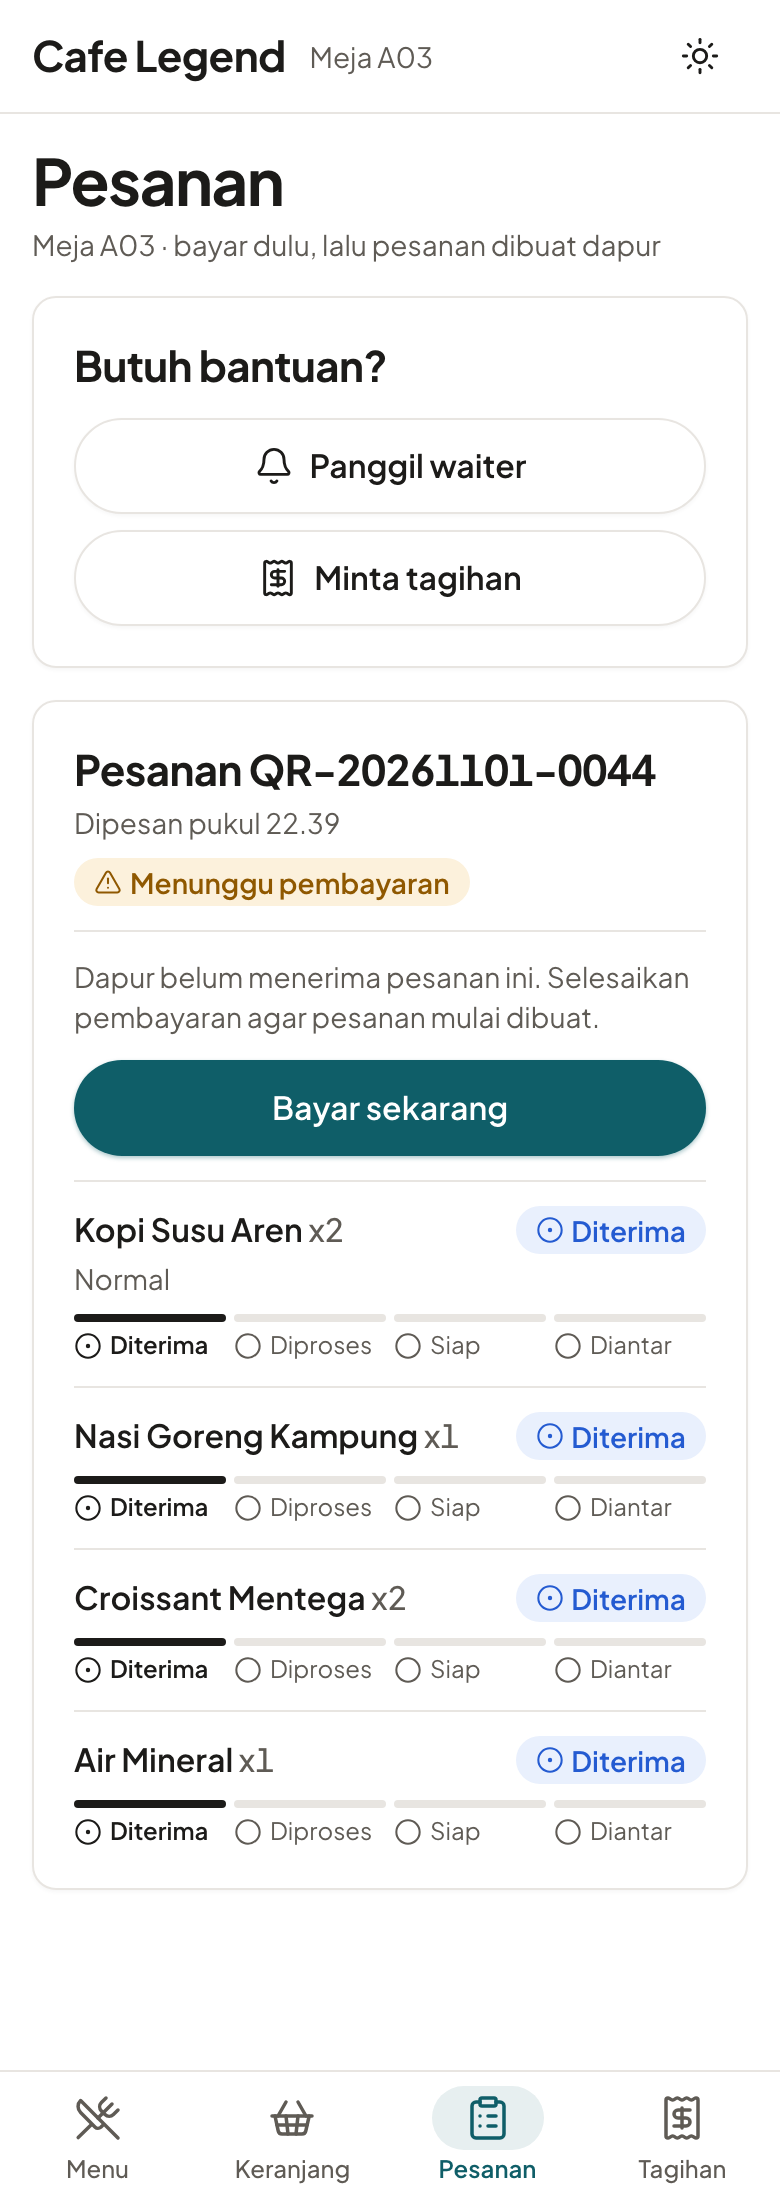 Cafe Legend Meja A03
Pesanan
Meja A03 · bayar dulu, lalu pesanan dibuat dapur
Butuh bantuan?
Panggil waiter
Minta tagihan
Pesanan QR-20261101-0044
Dipesan pukul 22.39
Menunggu pembayaran
Dapur belum menerima pesanan ini. Selesaikan
pembayaran agar pesanan mulai dibuat.
Bayar sekarang
Kopi Susu Aren x2 Diterima
Normal
Diterima Diproses Siap Diantar
Nasi Goreng Kampung x1 Diterima
Diterima Diproses Siap Diantar
Croissant Mentega x2 Diterima
Diterima Diproses Siap Diantar
Air Mineral x1 Diterima
Diterima Diproses Siap Diantar
Menu Keranjang Pesanan Tagihan